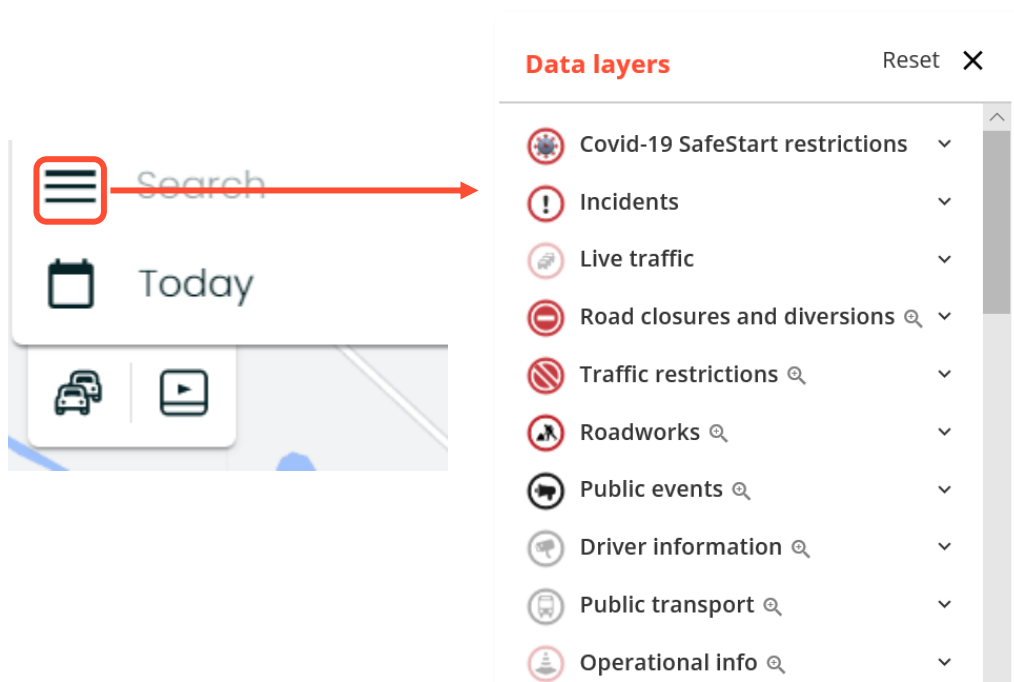 Search
Today
Data layers
Reset
Covid-19 SafeStart restrictions
Incidents
Live traffic
Road closures and diversions
Traffic restrictions
Roadworks
Public events
Driver information
Public transport
Operational info